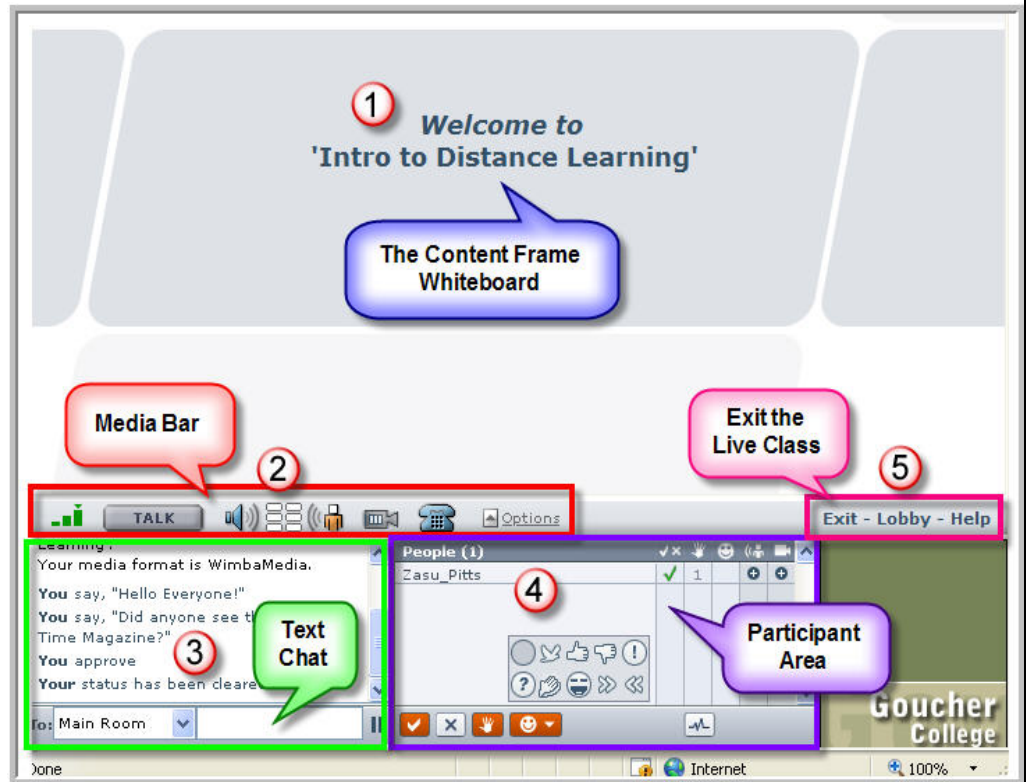 1
Welcome to
'Intro to Distance Learning'
The Content Frame
Whiteboard
Media Bar
Exit the
Live Class
2
5
TALK
Options
Exit - Lobby - Help
Your media format is WimbaMedia.
You say, "Hello Everyone!"
You say, "Did anyone see
Time Magazine?"
You approve
Your status has been
3
Text
Chat
To: Main Room
People (1)
Zasu_Pitts
1
4
Participant
Area
Goucher
College
Internet
100%